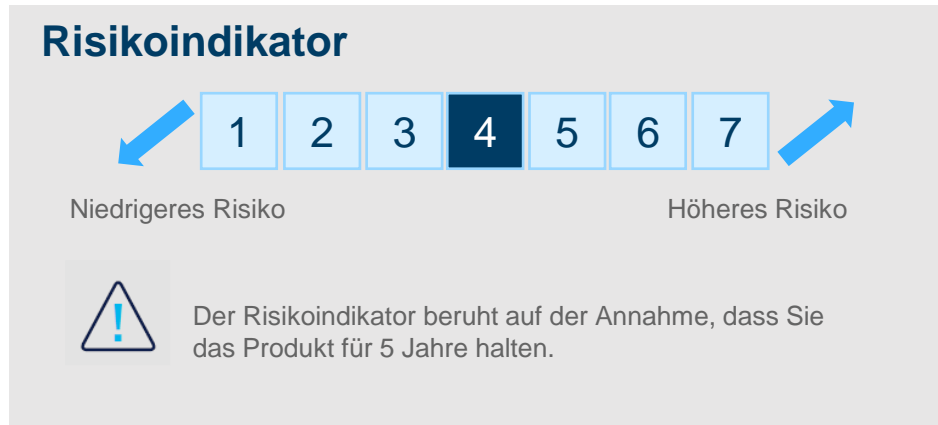 Risikoindikator
1 2 3 4 5 6 7
Niedrigeres Risiko Höheres Risiko
!
Der Risikoindikator beruht auf der Annahme, dass Sie
das Produkt für 5 Jahre halten.